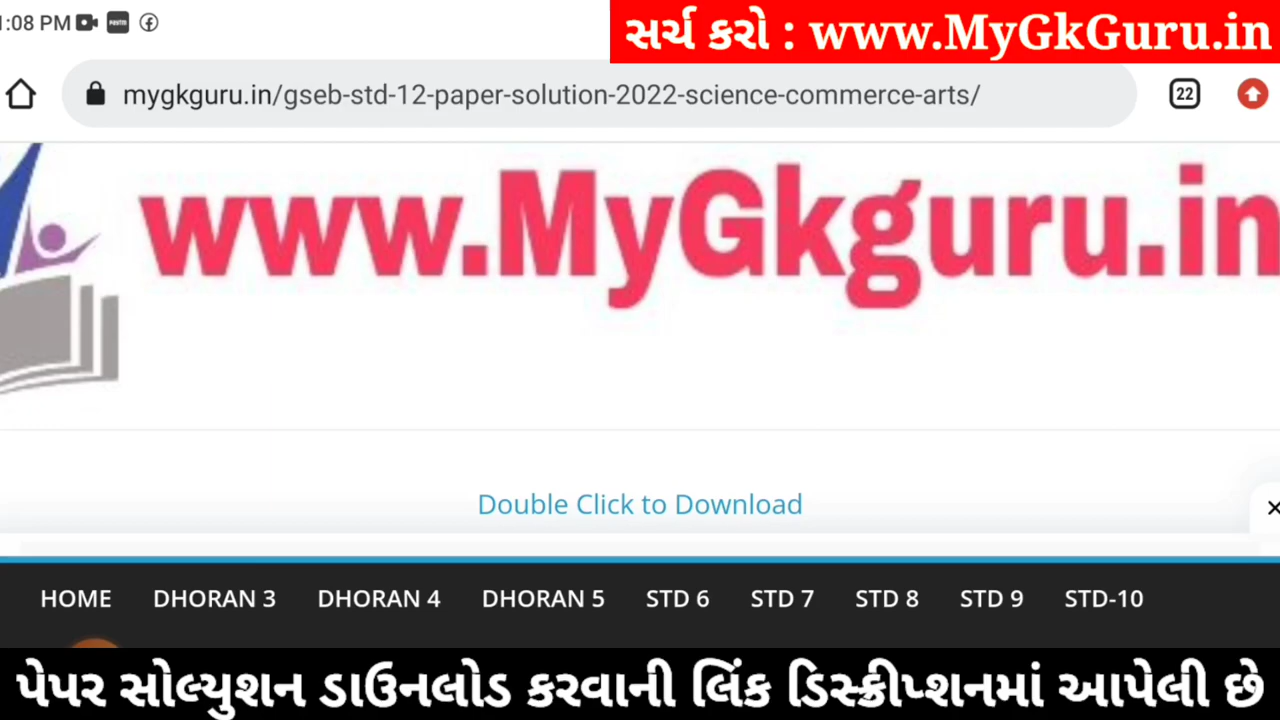 1:08 PM
સર્ચ કરો : www.MyGkGuru.in
22
mygkguru.in/gseb-std-12-paper-solution-2022-science-commerce-arts/
www.MyGkguru.in
Double Click to Download
HOME DHORAN 3 DHORAN 4 DHORAN 5 STD 6 STD 7 STD 8 STD 9 STD-10
પેપર સોલ્યુશન ડાઉનલોડ કરવાની લિંક ડિસ્ક્રીપ્શનમાં આપેલી છે